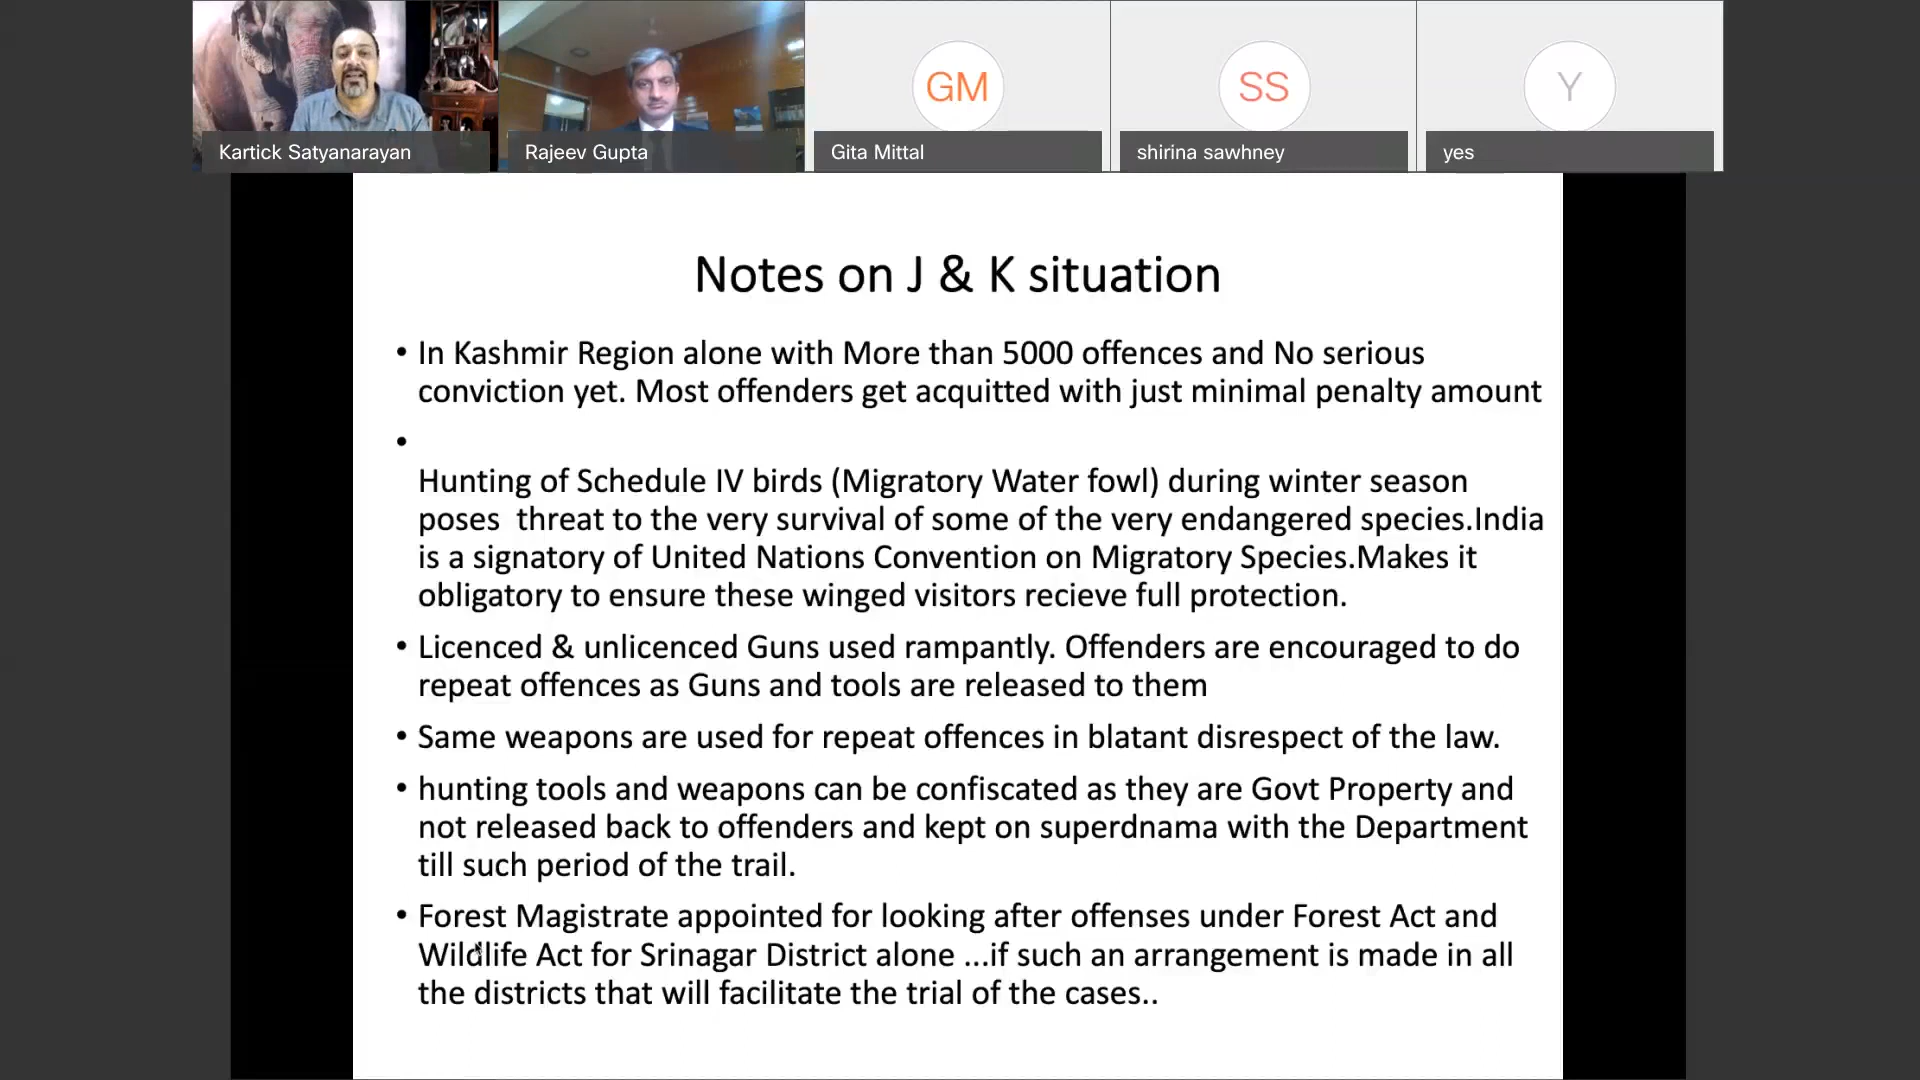 GM
SS
Y
Kartick Satyanarayan
Rajeev Gupta
Gita Mittal
shirina sawhney
yes
Notes on J & K situation
• In Kashmir Region alone with More than 5000 offences and No serious
conviction yet. Most offenders get acquitted with just minimal penalty amount
•
Hunting of Schedule IV birds (Migratory Water fowl) during winter season
poses  threat to the very survival of some of the very endangered species.India
is a signatory of United Nations Convention on Migratory Species.Makes it
obligatory to ensure these winged visitors recieve full protection.
• Licenced & unlicenced Guns used rampantly. Offenders are encouraged to do
repeat offences as Guns and tools are released to them
• Same weapons are used for repeat offences in blatant disrespect of the law.
• hunting tools and weapons can be confiscated as they are Govt Property and
not released back to offenders and kept on superdnama with the Department
till such period of the trail.
• Forest Magistrate appointed for looking after offenses under Forest Act and
Wildlife Act for Srinagar District alone ...if such an arrangement is made in all
the districts that will facilitate the trial of the cases..